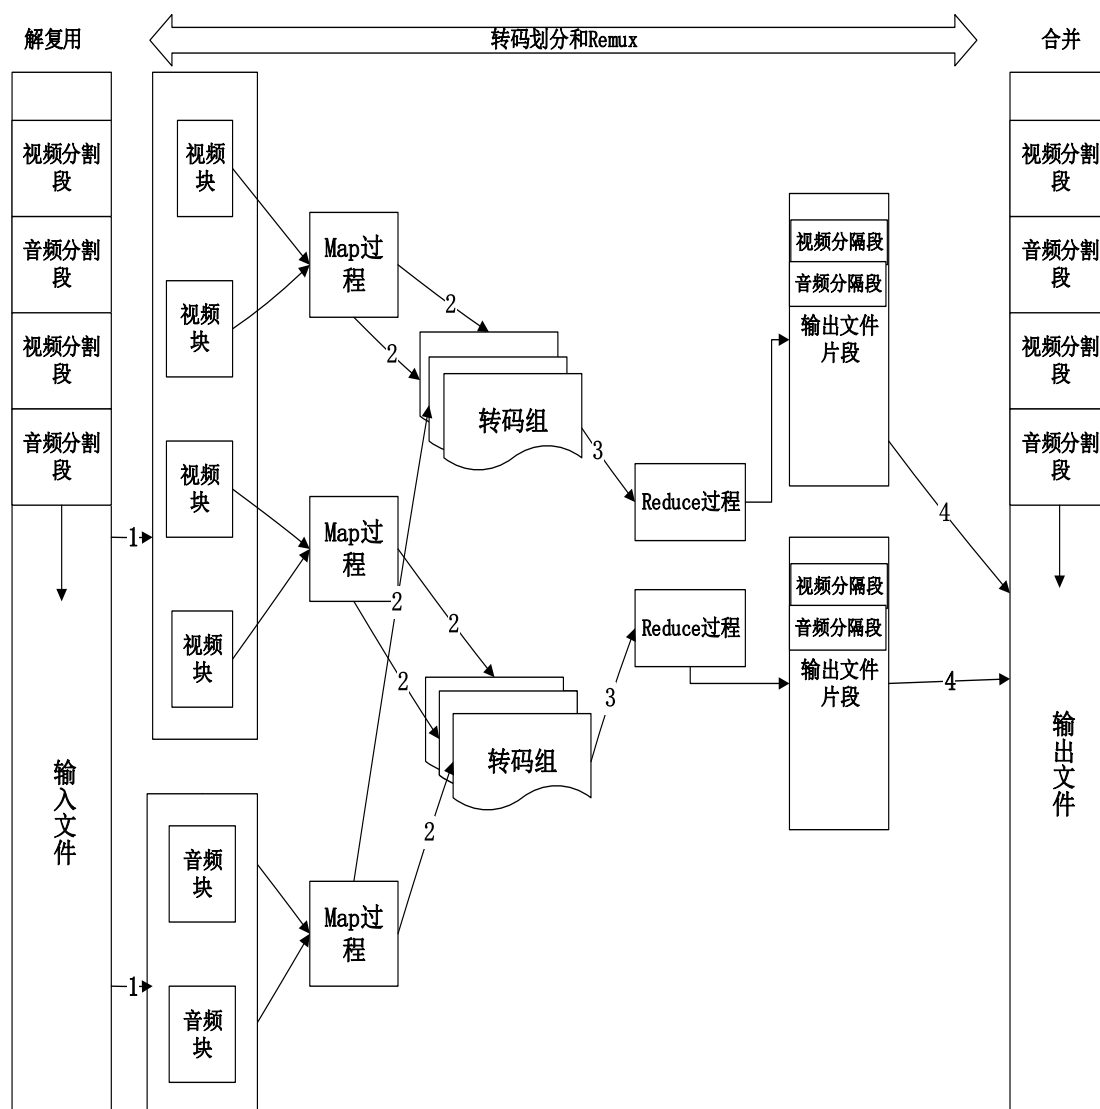 解复用
转码划分和Remux
合并
视频分割
段
音频分割
段
视频分割
段
音频分割
段
输
入
文
件
1
1
视频
块
视频
块
视频
块
视频
块
音频
块
音频
块
Map过
程
Map过
程
Map过
程
2
2
2
2
2
2
转码组
转码组
3
3
Reduce过程
Reduce过程
视频分隔段
音频分隔段
输出文件
片段
视频分隔段
音频分隔段
输出文件
片段
4
4
视频分割
段
音频分割
段
视频分割
段
音频分割
段
输
出
文
件